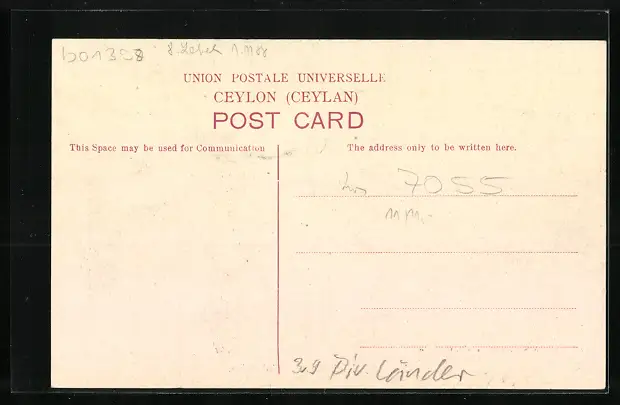 UNION POSTALE UNIVERSELLE
CEYLON (CEYLAN)
POST CARD
This Space may be used for Communication
The address only to be written here.
7055
Div. Länder